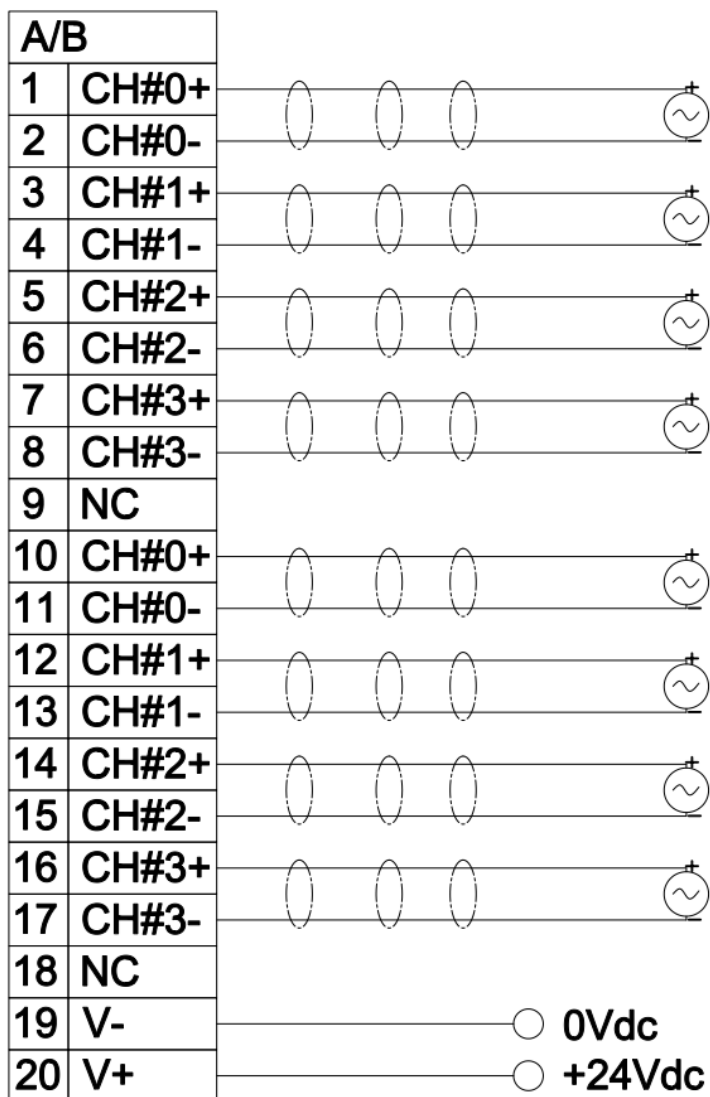 A/B
1 CH#0+ +
2 CH#0- -
3 CH#1+ +
4 CH#1- -
5 CH#2+ +
6 CH#2- -
7 CH#3+ +
8 CH#3- -
9 NC
10 CH#0+ +
11 CH#0- -
12 CH#1+ +
13 CH#1- -
14 CH#2+ +
15 CH#2- -
16 CH#3+ +
17 CH#3- -
18 NC
19 V- 0Vdc
20 V+ +24Vdc